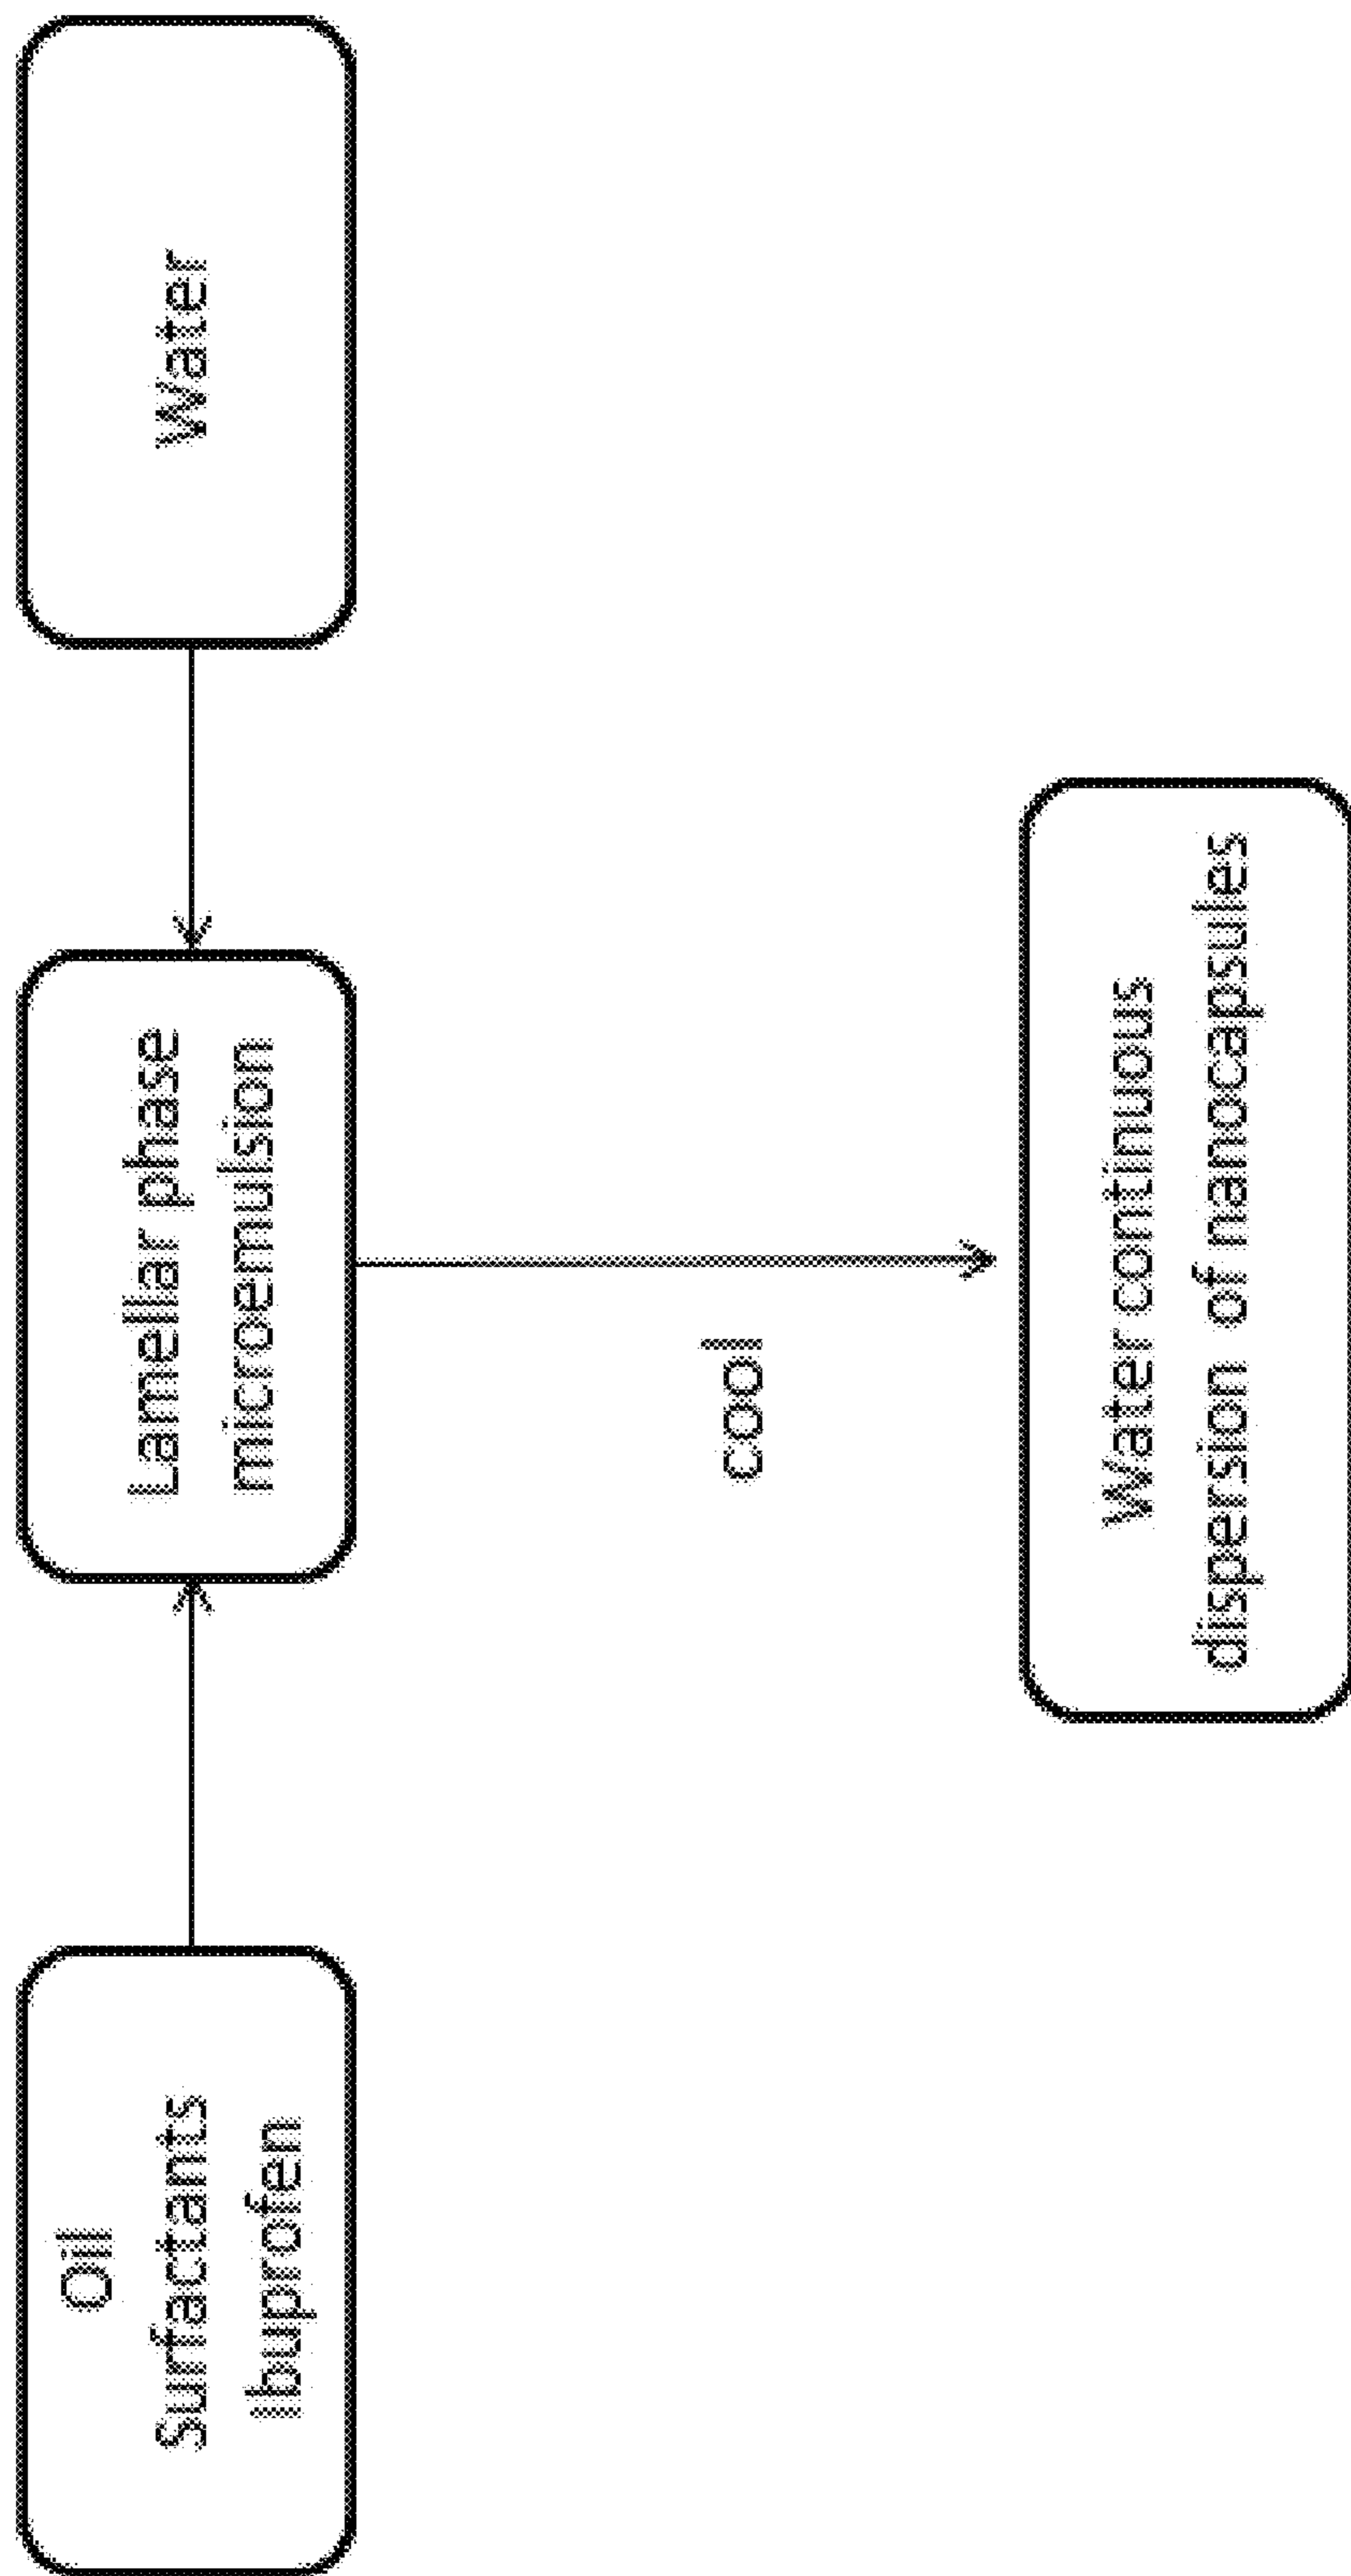 Oil
Surfactants
Ibuprofen
Lamellar phase
microemulsion
Water
cool
Water continuous
dispersion of nanocapsules